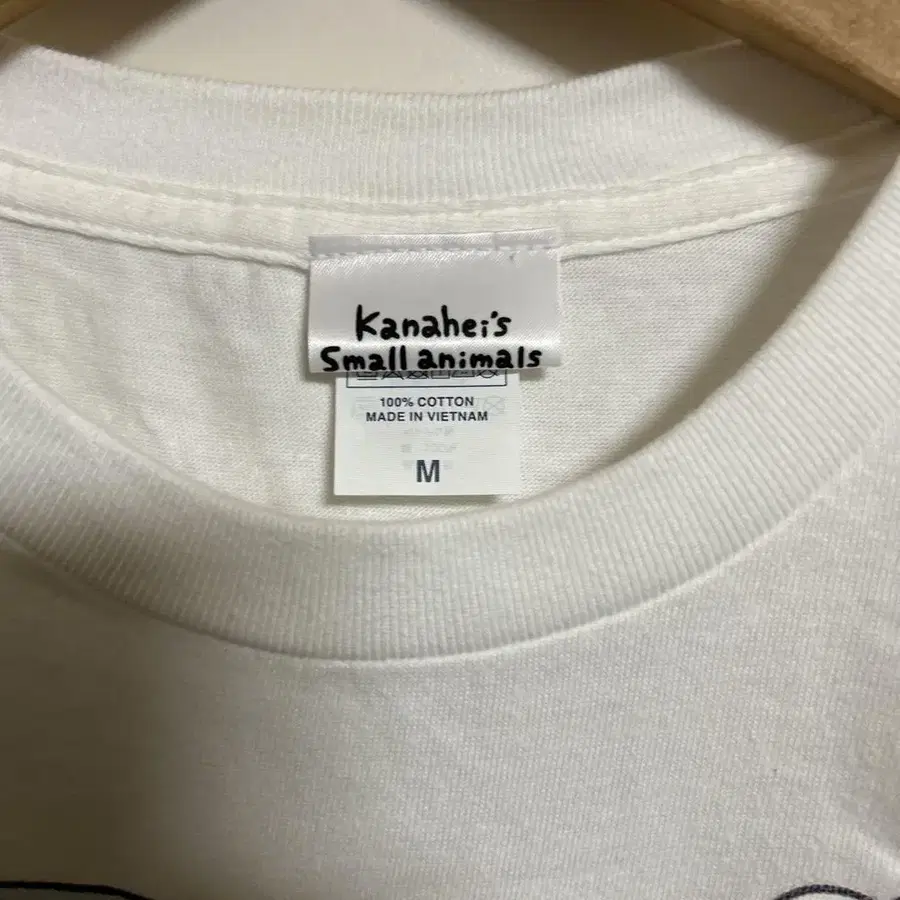 Kanahei's
Small animals
100% COTTON
MADE IN VIETNAM
M